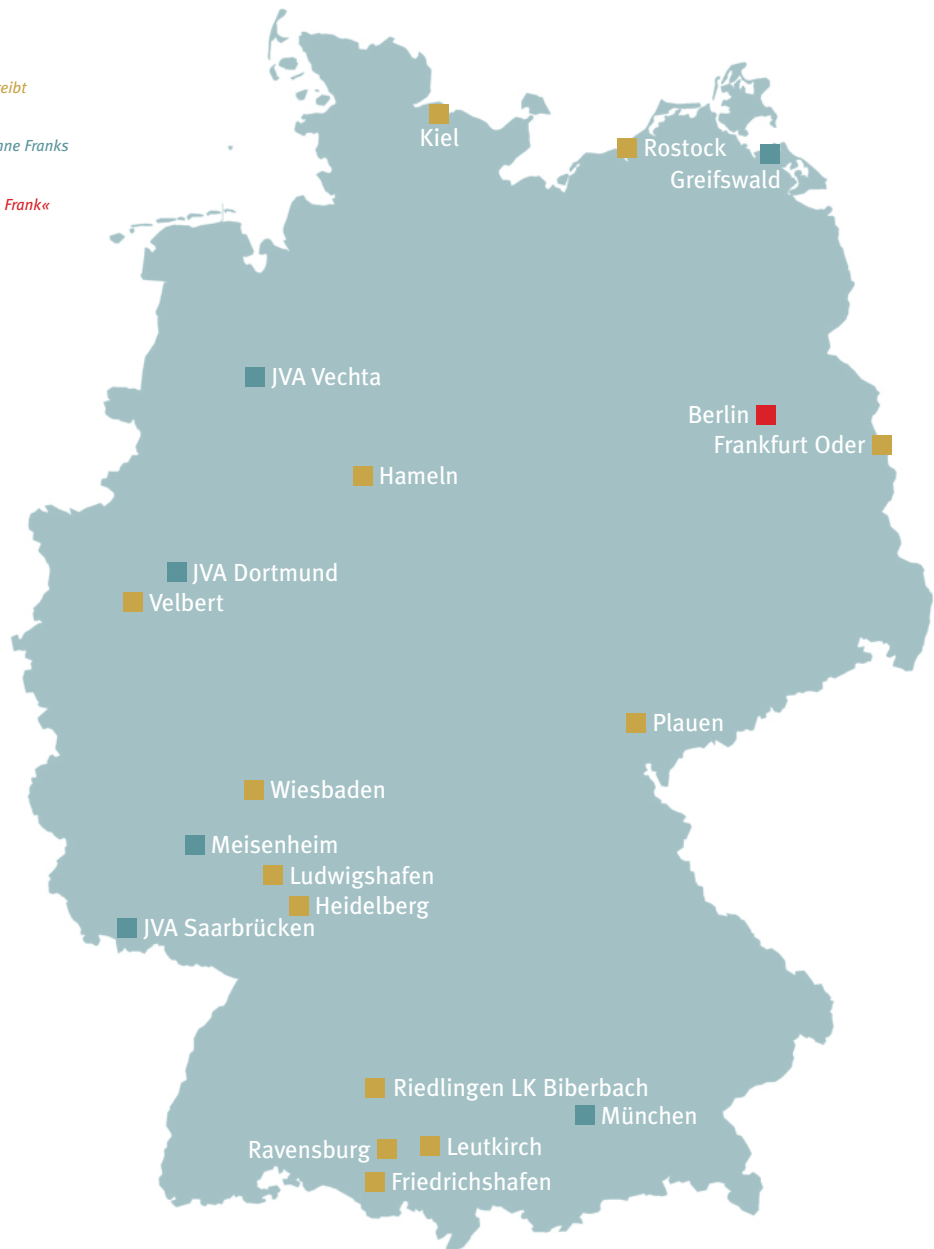 eibt
nne Franks
Frank«
Kiel
Rostock
Greifswald
JVA Vechta
Berlin
Frankfurt Oder
Hameln
JVA Dortmund
Velbert
Plauen
Wiesbaden
Meisenheim
Ludwigshafen
Heidelberg
JVA Saarbrücken
Riedlingen LK Biberbach
München
Ravensburg
Leutkirch
Friedrichshafen